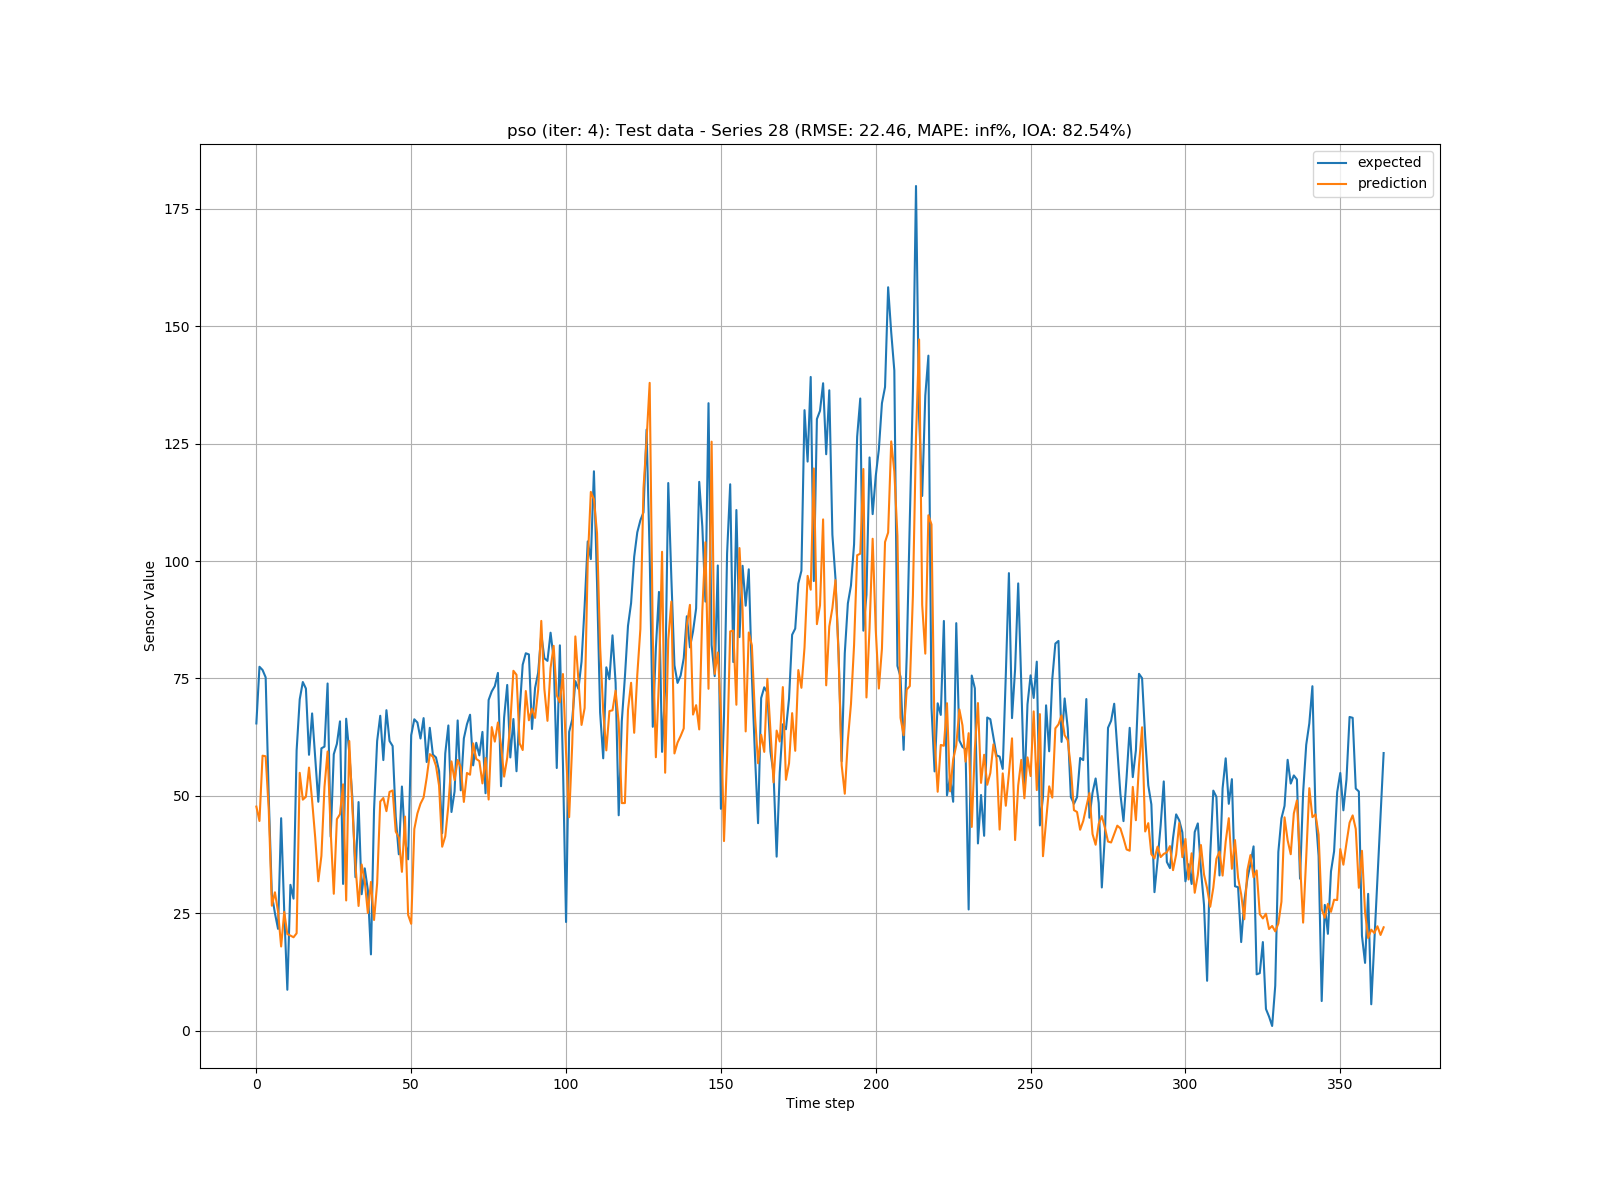 pso (iter: 4): Test data - Series 28 (RMSE: 22.46, MAPE: inf%, IOA: 82.54%)
expected
prediction
175
150
125
100
75
50
25
0
Sensor Value
0 50 100 150 200 250 300 350
Time step